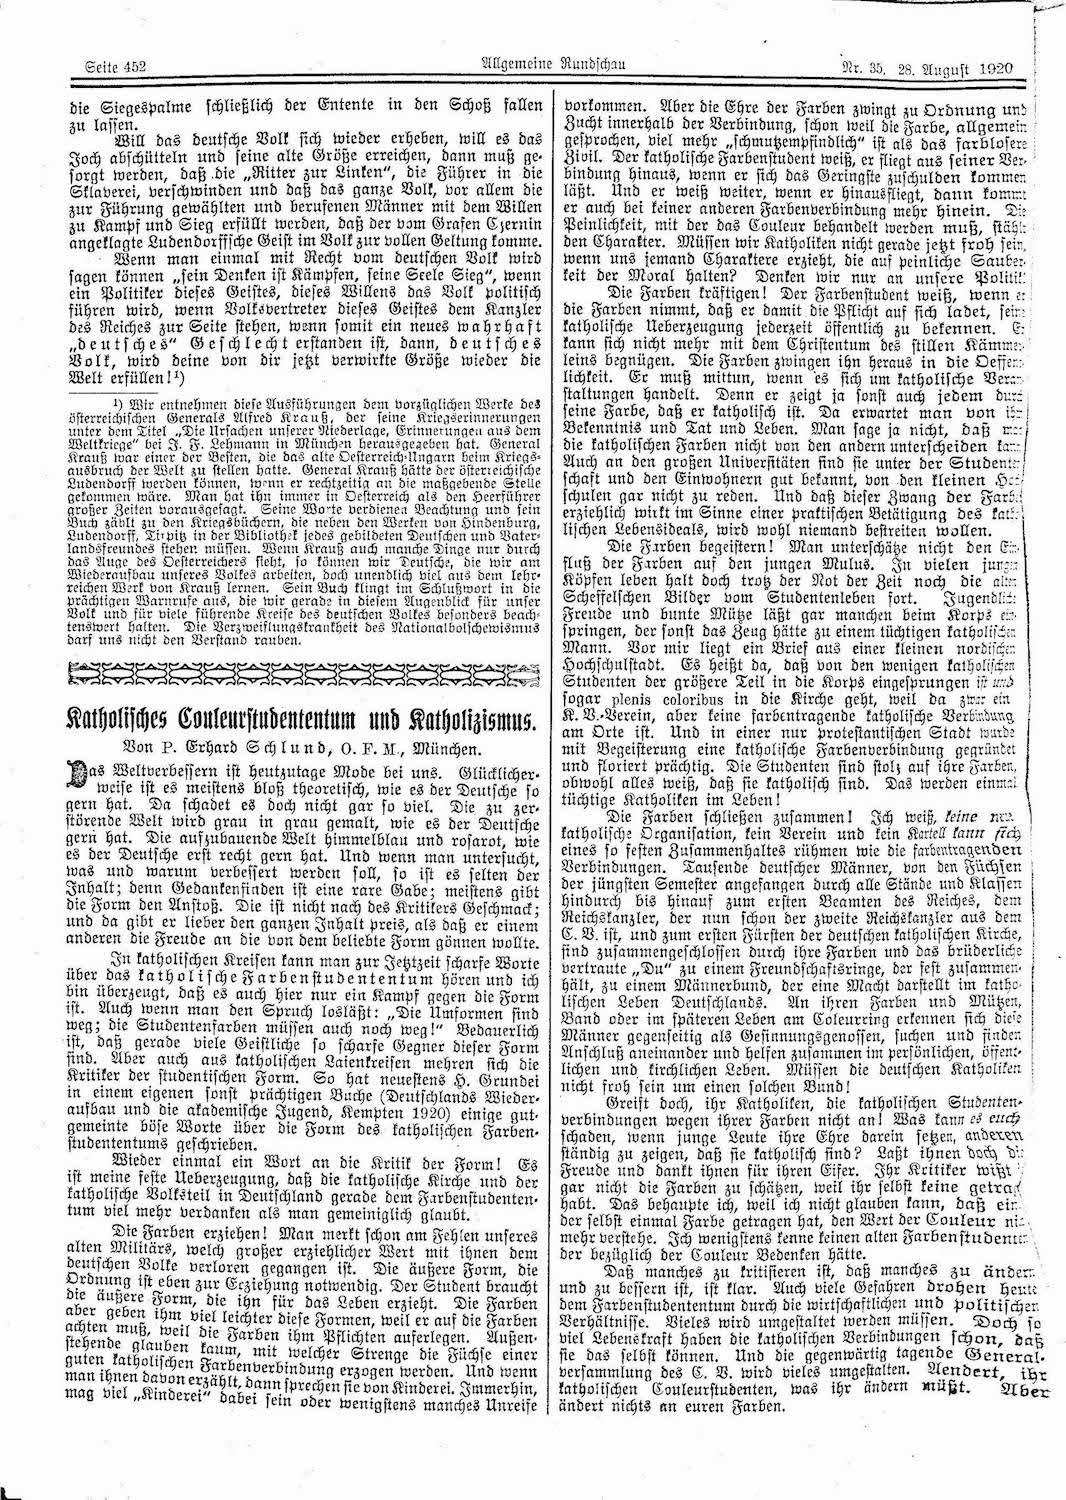 Seite 452
Allgemeine Rundschau
Nr. 35. 28. August 1920
die Siegespalme schließlich der Entente in den Schoß fallen
zu lassen.
Will das deutsche Volk sich wieder erheben, will es das
Joch abschütteln und seine alte Größe erreichen, dann muß ge-
sorgt werden, daß die „Ritter zur Linken“, die Führer in die
Sklaverei, verschwinden und daß das ganze Volk, vor allem die
zur Führung gewählten und berufenen Männer mit dem Willen
zu Kampf und Sieg erfüllt werden, daß der vom Grafen Czernin
angeklagte Ludendorffsche Geist im Volk zur vollen Geltung komme.
Wenn man einmal mit Recht vom deutschen Volk wird
sagen können „sein Denken ist Kämpfen, seine Seele Sieg“, wenn
ein Politiker dieses Geistes, dieses Willens das Volk politisch
führen wird, wenn Volksvertreter dieses Geistes dem Kanzler
des Reiches zur Seite stehen, wenn somit ein neues wahrhaft
„deutsches“ Geschlecht erstanden ist, dann, deutsches
Volk, wird deine von dir jetzt verwirkte Größe wieder die
Welt erfüllen!¹)
¹) Wir entnehmen diese Ausführungen dem vorzüglichen Werke des
österreichischen Generals Alfred Krauß, der seine Kriegserinnerungen
unter dem Titel „Die Ursachen unserer Niederlage, Erinnerungen aus dem
Weltkriege“ bei J. F. Lehmann in München herausgegeben hat. General
Krauß war einer der Besten, die das alte Oesterreich-Ungarn beim Kriegs-
ausbruch der Welt zu stellen hatte. General Krauß hätte der österreichische
Ludendorff werden können, wenn er rechtzeitig an die maßgebende Stelle
gekommen wäre. Man hat ihn immer in Oesterreich als den Heerführer
großer Zeiten vorausgesagt. Seine Worte verdienen Beachtung und sein
Buch zählt zu den Kriegsbüchern, die neben den Werken von Hindenburg,
Ludendorff, Tirpitz in der Bibliothek jedes gebildeten Deutschen und Vater-
landsfreundes stehen müssen. Wenn Krauß auch manche Dinge nur durch
das Auge des Oesterreichers sieht, so können wir Deutsche, die wir am
Wiederaufbau unseres Volkes arbeiten, doch unendlich viel aus dem lehr-
reichen Werk von Krauß lernen. Sein Buch klingt im Schlußwort in die
prächtigen Warnrufe aus, die wir gerade in diesem Augenblick für unser
Volk und für viele führende Kreise des deutschen Volkes besonders beach-
tenswert halten. Die Verzweiflungskrankheit des Nationalbolschewismus
darf uns nicht den Verstand rauben.
Katholisches Couleurstudententum und Katholizismus.
Von P. Erhard Schlund, O. F. M., München.
Das Weltverbessern ist heutzutage Mode bei uns. Glücklicher-
weise ist es meistens bloß theoretisch, wie es der Deutsche so
gern hat. Da schadet es doch nicht gar so viel. Die zu zer-
störende Welt wird grau in grau gemalt, wie es der Deutsche
gern hat. Die aufzubauende Welt himmelblau und rosarot, wie
es der Deutsche erst recht gern hat. Und wenn man untersucht,
was und warum verbessert werden soll, so ist es selten der
Inhalt; denn Gedankenfinden ist eine rare Gabe; meistens gibt
die Form den Anstoß. Die ist nicht nach des Kritikers Geschmack;
und da gibt er lieber den ganzen Inhalt preis, als daß er einem
anderen die Freude an die von dem beliebte Form gönnen wollte.
In katholischen Kreisen kann man zur Jetztzeit scharfe Worte
über das katholische Farbenstudententum hören und ich
bin überzeugt, daß es auch hier nur ein Kampf gegen die Form
ist. Auch wenn man den Spruch losläßt: „Die Umformen sind
weg; die Studentenfarben müssen auch noch weg!“ Bedauerlich
ist, daß gerade viele Geistliche so scharfe Gegner dieser Form
sind. Aber auch aus katholischen Laienkreisen mehren sich die
Kritiker der studentischen Form. So hat neuestens H. Grundei
in einem eigenen sonst prächtigen Buche (Deutschlands Wieder-
aufbau und die akademische Jugend, Kempten 1920) einige gut-
gemeinte böse Worte über die Form des katholischen Farben-
studententums geschrieben.
Wieder einmal ein Wort an die Kritik der Form! Es
ist meine feste Ueberzeugung, daß die katholische Kirche und der
katholische Volksteil in Deutschland gerade dem Farbenstudenten-
tum viel mehr verdanken als man gemeiniglich glaubt.
Die Farben erziehen! Man merkt schon am Fehlen unseres
alten Militärs, welch großer erziehlicher Wert mit ihnen dem
deutschen Volke verloren gegangen ist. Die äußere Form, die
Ordnung ist eben zur Erziehung notwendig. Der Student braucht
die äußere Form, die ihn für das Leben erzieht. Die Farben
aber geben ihm viel leichter diese Formen, weil er auf die Farben
achten muß, weil die Farben ihm Pflichten auferlegen. Außen-
stehende glauben kaum, mit welcher Strenge die Füchse einer
guten katholischen Farbenverbindung erzogen werden. Und wenn
man ihnen davon erzählt, dann sprechen sie von Kinderei. Immerhin,
mag viel „Kinderei“ dabei sein oder wenigstens manches Unreife
vorkommen. Aber die Ehre der Farben zwingt zu Ordnung und
Zucht innerhalb der Verbindung, schon weil die Farbe, allgemein
gesprochen, viel mehr „schmutzempfindlich“ ist als das farblosere
Zivil. Der katholische Farbenstudent weiß, er fliegt aus seiner Ver-
bindung hinaus, wenn er sich das Geringste zuschulden kommen
läßt. Und er weiß weiter, wenn er hinausfliegt, dann kommt
er auch bei keiner anderen Farbenverbindung mehr hinein. Die
Peinlichkeit, mit der das Couleur behandelt werden muß, stählt
den Charakter. Müssen wir Katholiken nicht gerade jetzt froh sein,
wenn uns jemand Charaktere erzieht, die auf peinliche Sauber-
keit der Moral halten? Denken wir nur an unsere Politik!
Die Farben kräftigen! Der Farbenstudent weiß, wenn er
die Farben nimmt, daß er damit die Pflicht auf sich ladet, seine
katholische Ueberzeugung jederzeit öffentlich zu bekennen. Er
kann sich nicht mehr mit dem Christentum des stillen Kämmer-
leins begnügen. Die Farben zwingen ihn heraus in die Oeffent-
lichkeit. Er muß mittun, wenn es sich um katholische Veran-
staltungen handelt. Denn er zeigt ja sonst auch jedem durch
seine Farbe, daß er katholisch ist. Da erwartet man von ihm
Bekenntnis und Tat und Leben. Man sage ja nicht, daß man
die katholischen Farben nicht von den andern unterscheiden kann.
Auch an den großen Universitäten sind sie unter der Studenten-
schaft und den Einwohnern gut bekannt, von den kleinen Hoch-
schulen gar nicht zu reden. Und daß dieser Zwang der Farben
erziehlich wirkt im Sinne einer praktischen Betätigung des katho-
lischen Lebensideals, wird wohl niemand bestreiten wollen.
Die Farben begeistern! Man unterschätze nicht den Ein-
fluß der Farben auf den jungen Mulus. In vielen jungen
Köpfen leben halt doch trotz der Not der Zeit noch die alten
Scheffelschen Bilder vom Studentenleben fort. Jugendliche
Freude und bunte Mütze läßt gar manchen beim Korps ein-
springen, der sonst das Zeug hätte zu einem tüchtigen katholischen
Mann. Vor mir liegt ein Brief aus einer kleinen nordischen
Hochschulstadt. Es heißt da, daß von den wenigen katholischen
Studenten der größere Teil in die Korps eingesprungen ist und
sogar plenis coloribus in die Kirche geht, weil da zwar ein
K. V.-Verein, aber keine farbentragende katholische Verbindung
am Orte ist. Und in einer nur protestantischen Stadt wurde
mit Begeisterung eine katholische Farbenverbindung gegründet
und floriert prächtig. Die Studenten sind stolz auf ihre Farben,
obwohl alles weiß, daß sie katholisch sind. Das werden einmal
tüchtige Katholiken im Leben!
Die Farben schließen zusammen! Ich weiß, keine
katholische Organisation, kein Verein und kein Kartell kann sich
eines so festen Zusammenhaltes rühmen wie die farbentragenden
Verbindungen. Tausende deutscher Männer, von den Füchsen
der jüngsten Semester angefangen durch alle Stände und Klassen
hindurch bis hinauf zum ersten Beamten des Reiches, dem
Reichskanzler, der nun schon der zweite Reichskanzler aus dem
C. V. ist, und zum ersten Fürsten der deutschen katholischen Kirche,
sind zusammengeschlossen durch ihre Farben und das brüderliche
vertraute „Du“ zu einem Freundschaftsringe, der fest zusammen-
hält, zu einem Männerbund, der eine Macht darstellt im katho-
lischen Leben Deutschlands. An ihren Farben und Mützen,
Band oder im späteren Leben am Coleurring erkennen sich diese
Männer gegenseitig als Gesinnungsgenossen, suchen und finden
Anschluß aneinander und helfen zusammen im persönlichen, öffent-
lichen und kirchlichen Leben. Müssen die deutschen Katholiken
nicht froh sein um einen solchen Bund!
Greift doch, ihr Katholiken, die katholischen Studenten-
verbindungen wegen ihrer Farben nicht an! Was kann es euch
schaden, wenn junge Leute ihre Ehre darein setzen, anderen
ständig zu zeigen, daß sie katholisch sind? Laßt ihnen doch die
Freude und dankt ihnen für ihren Eifer. Ihr Kritiker wißt
gar nicht die Farben zu schätzen, weil ihr selbst keine getragen
habt. Das behaupte ich, weil ich nicht glauben kann, daß einer,
der selbst einmal Farbe getragen hat, den Wert der Couleur nicht
mehr verstehe. Ich wenigstens kenne keinen alten Farbenstudenten,
der bezüglich der Couleur Bedenken hätte.
Daß manches zu kritisieren ist, daß manches zu ändern
und zu bessern ist, ist klar. Auch viele Gefahren drohen heute
dem Farbenstudententum durch die wirtschaftlichen und politischen
Verhältnisse. Vieles wird umgestaltet werden müssen. Doch so
viel Lebenskraft haben die katholischen Verbindungen schon, daß
sie das selbst können. Und die gegenwärtig tagende General-
versammlung des C. V. wird vieles umgestalten. Aendert, ihr
katholischen Couleurstudenten, was ihr ändern müßt. Aber
ändert nichts an euren Farben.